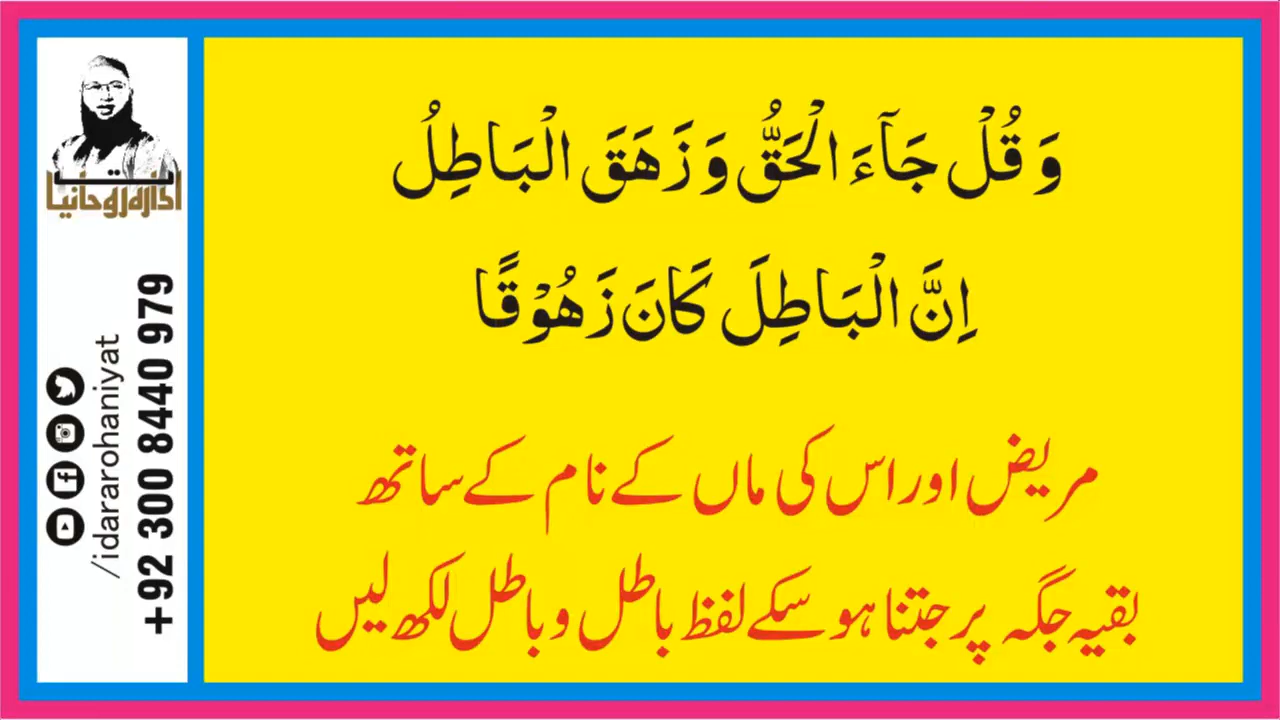 وَ قُلْ جَآءَ الْحَقُّ وَ زَهَقَ الْبَاطِلُ
اِنَّ الْبَاطِلَ كَانَ زَهُوْقًا
مریض اور اس کی ماں کے نام کے ساتھ
بقیہ جگہ پر جتنا ہو سکے لفظ باطل و باطل لکھ لیں
ادارہ روحانیات
/idararohaniyat
+92 300 8440 979